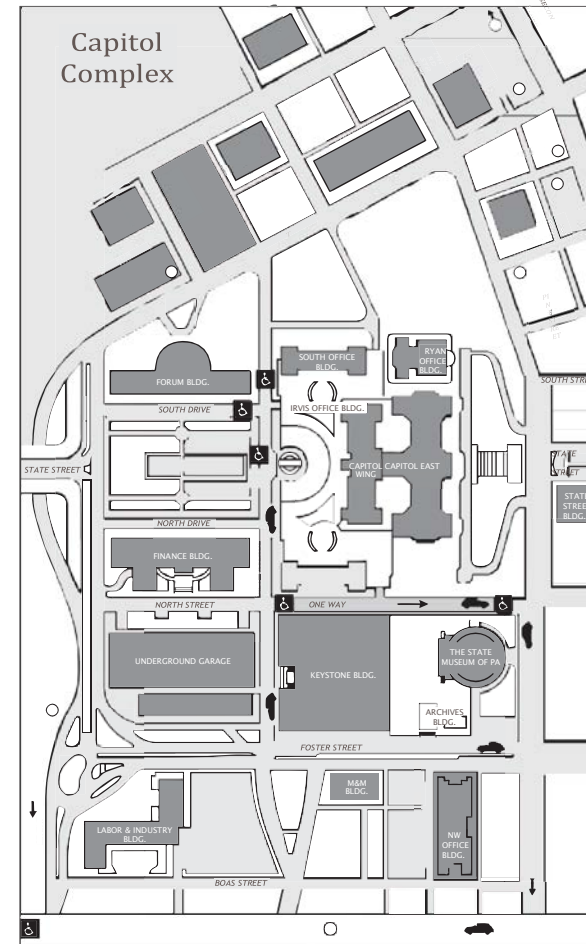 Capitol
Complex
SOUTH OFFICE
BLDG.
RYAN
OFFICE
BLDG.
FORUM BLDG.
SOUTH DRIVE
IRVIS OFFICE BLDG.
STATE STREET
CAPITOL
WING
CAPITOL EAST
STATE
STREET
STATE
STREET
BLDG.
NORTH DRIVE
FINANCE BLDG.
NORTH STREET
ONE WAY
UNDERGROUND GARAGE
KEYSTONE BLDG.
THE STATE
MUSEUM OF PA
ARCHIVES
BLDG.
FOSTER STREET
M&M
BLDG.
LABOR & INDUSTRY
BLDG.
NW
OFFICE
BLDG.
BOAS STREET